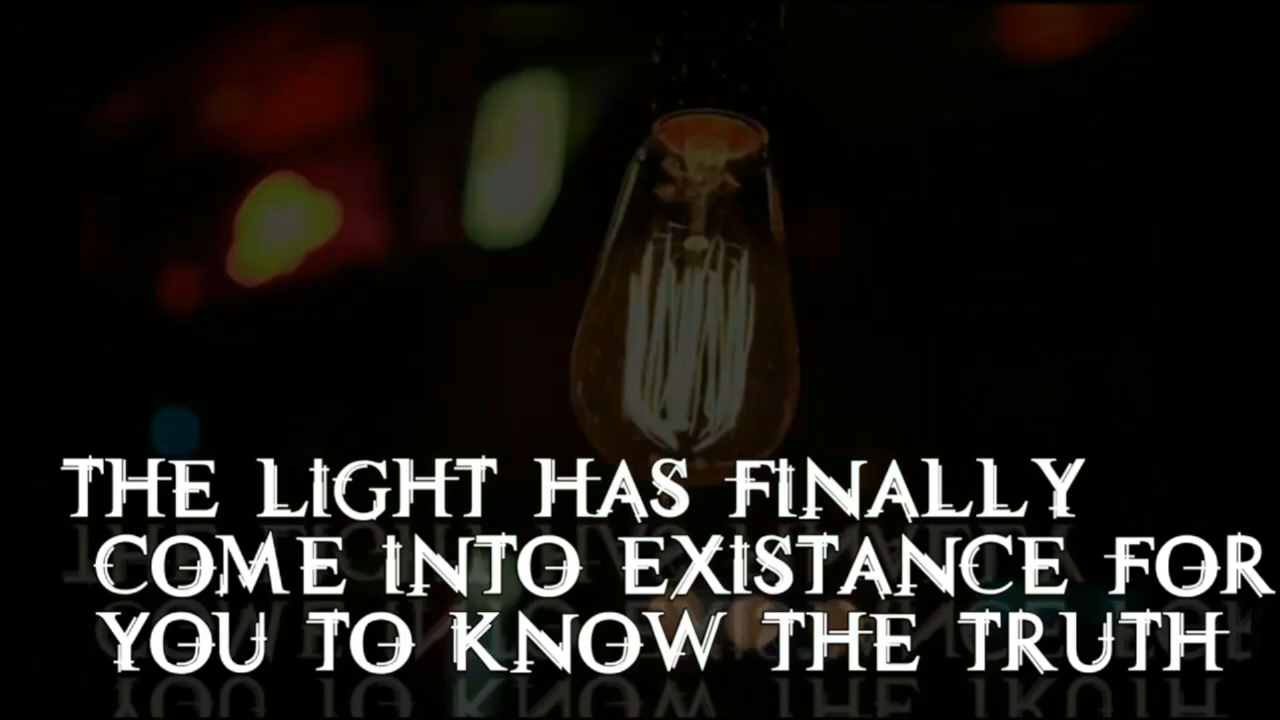 THE LIGHT HAS FINALLY
COME INTO EXISTANCE FOR
YOU TO KNOW THE TRUTH